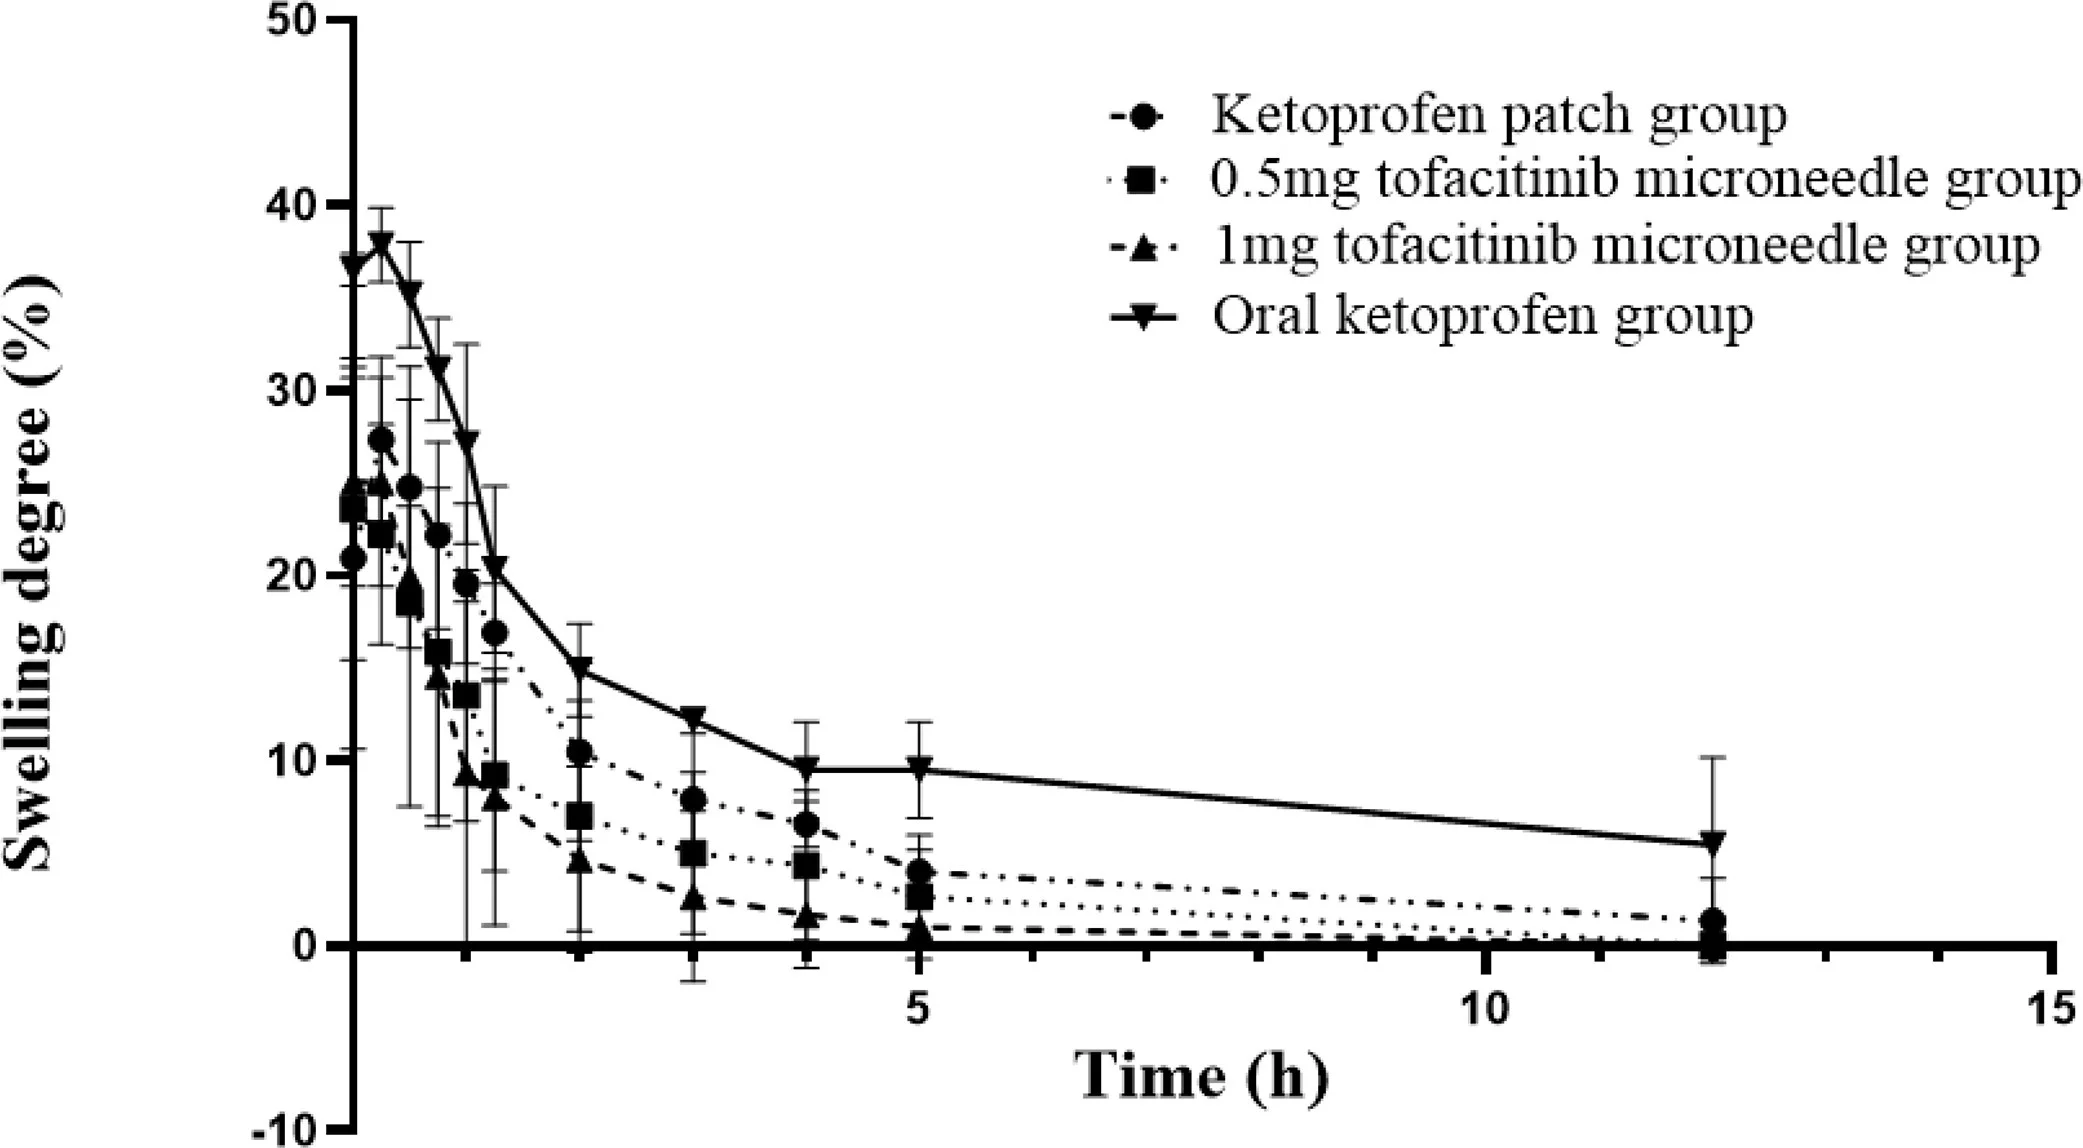 50
40
30
20
10
0
-10
Swelling degree (%)
Ketoprofen patch group
0.5mg tofacitinib microneedle group
1mg tofacitinib microneedle group
Oral ketoprofen group
5
10
15
Time (h)